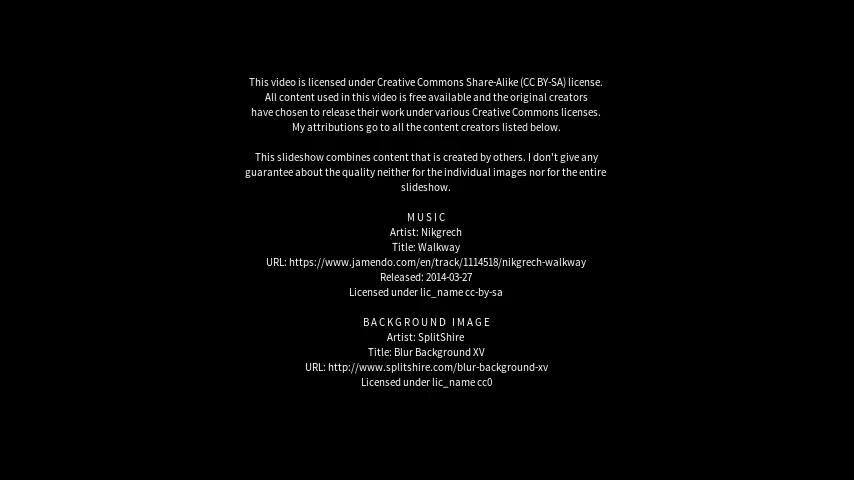 This video is licensed under Creative Commons Share-Alike (CC BY-SA) license.
All content used in this video is free available and the original creators
have chosen to release their work under various Creative Commons licenses.
My attributions go to all the content creators listed below.
This slideshow combines content that is created by others. I don't give any
guarantee about the quality neither for the individual images nor for the entire
slideshow.
MUSIC
Artist: Nikgrech
Title: Walkway
URL: https://www.jamendo.com/en/track/1114518/nikgrech-walkway
Released: 2014-03-27
Licensed under lic_name cc-by-sa
BACKGROUND IMAGE
Artist: SplitShire
Title: Blur Background XV
URL: http://www.splitshire.com/blur-background-xv
Licensed under lic_name cc0